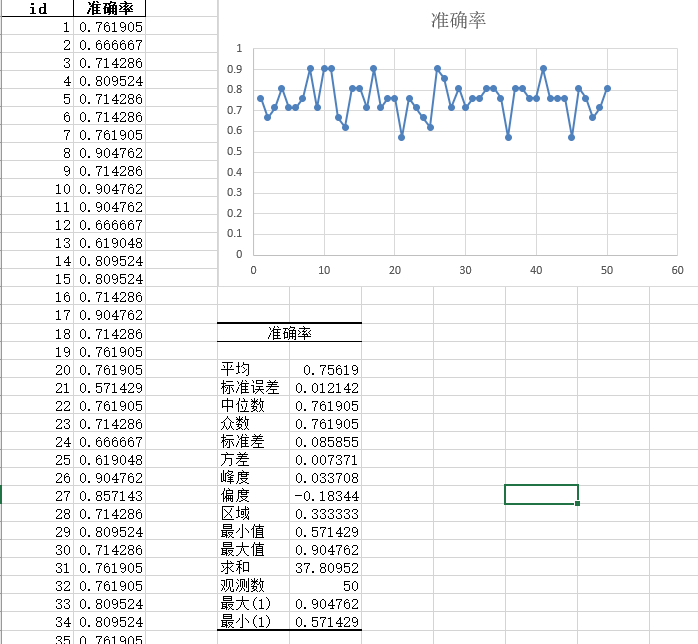 id 准确率
1 0.761905
2 0.666667
3 0.714286
4 0.809524
5 0.714286
6 0.714286
7 0.761905
8 0.904762
9 0.714286
10 0.904762
11 0.904762
12 0.666667
13 0.619048
14 0.809524
15 0.809524
16 0.714286
17 0.904762
18 0.714286
19 0.761905
20 0.761905
21 0.571429
22 0.761905
23 0.714286
24 0.666667
25 0.619048
26 0.904762
27 0.857143
28 0.714286
29 0.809524
30 0.714286
31 0.761905
32 0.761905
33 0.809524
34 0.809524
35 0.761905
准确率
1
0.9
0.8
0.7
0.6
0.5
0.4
0.3
0.2
0.1
0
0 10 20 30 40 50 60
准确率
平均 0.75619
标准误差 0.012142
中位数 0.761905
众数 0.761905
标准差 0.085855
方差 0.007371
峰度 0.033708
偏度 -0.18344
区域 0.333333
最小值 0.571429
最大值 0.904762
求和 37.80952
观测数 50
最大(1) 0.904762
最小(1) 0.571429